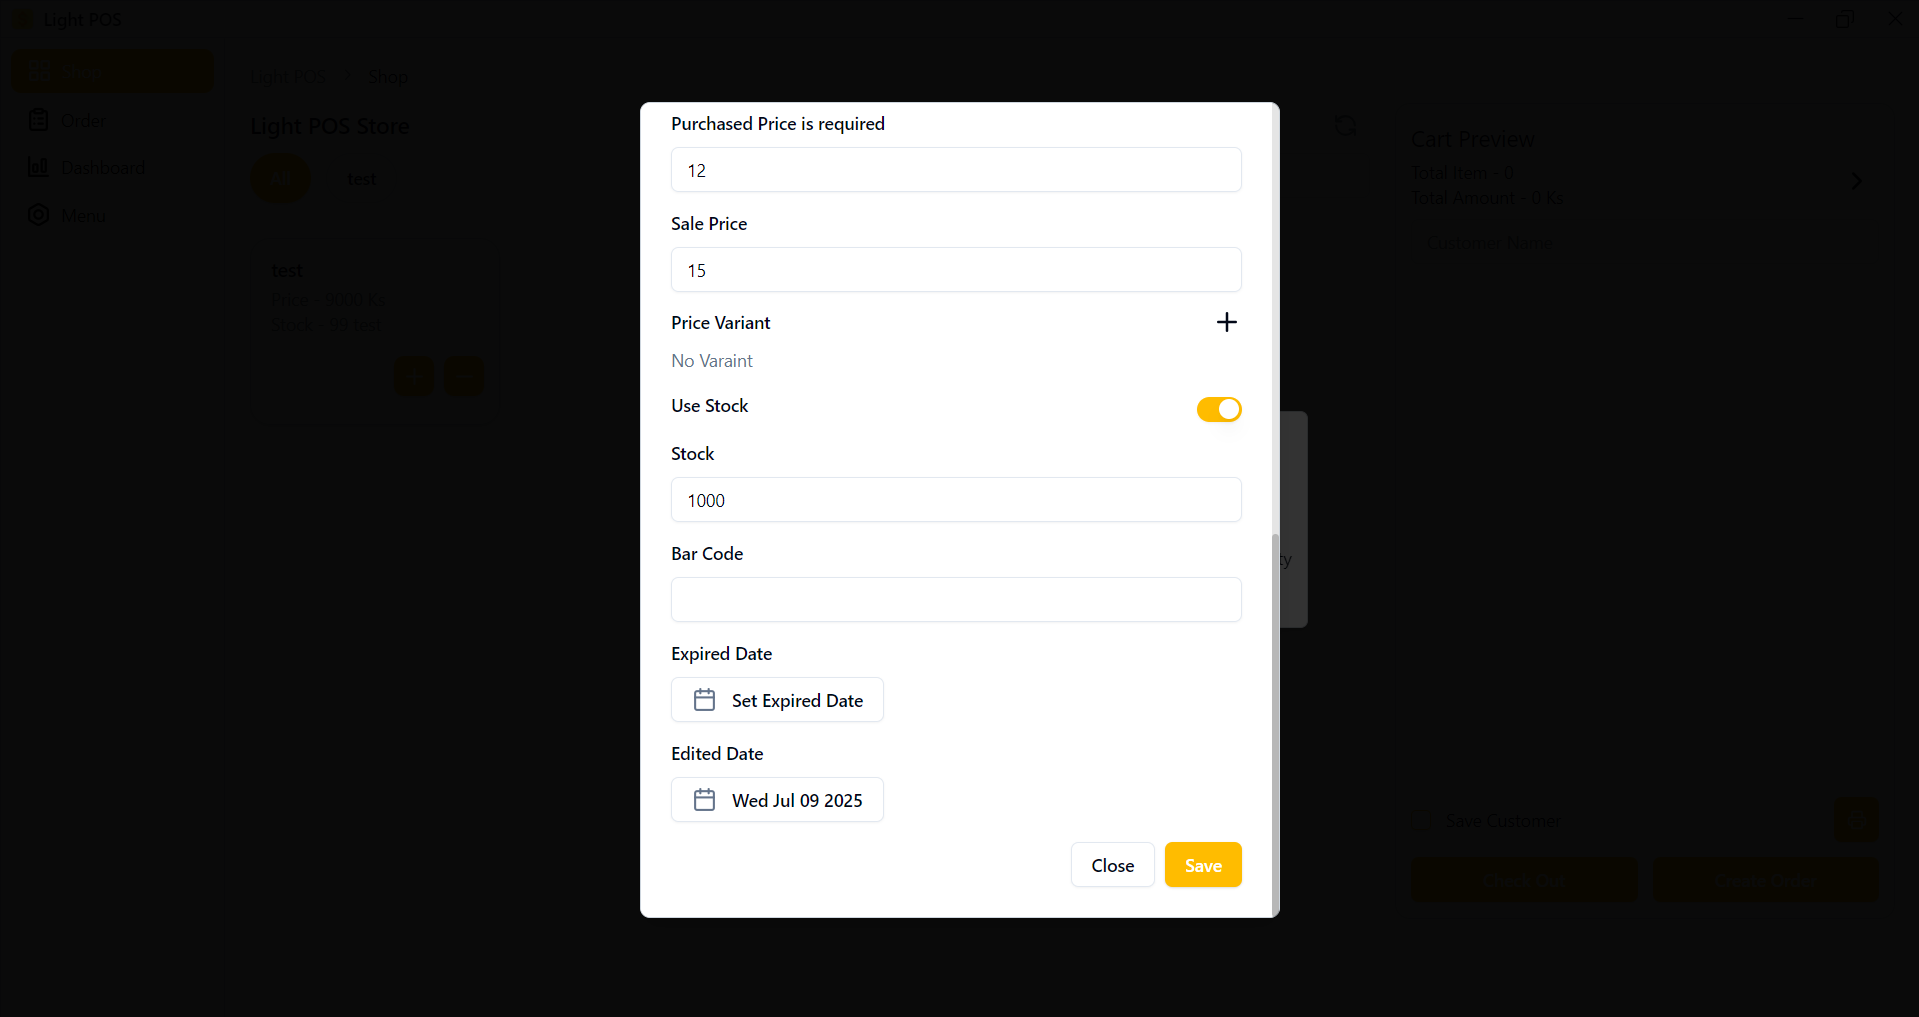 Light POS
Shop
Order
Dashboard
Menu
Light POS / Shop
Light POS Store
All
test
test
Price - 9000 Ks
Stock - 99 test
Purchased Price is required
12
Sale Price
15
Price Variant
No Varaint
Use Stock
Stock
1000
Bar Code
Expired Date
Set Expired Date
Edited Date
Wed Jul 09 2025
Close
Save
ty
Cart Preview
Total Item - 0
Total Amount - 0 Ks
Customer Name
Save Customer
Check Out
Create Order